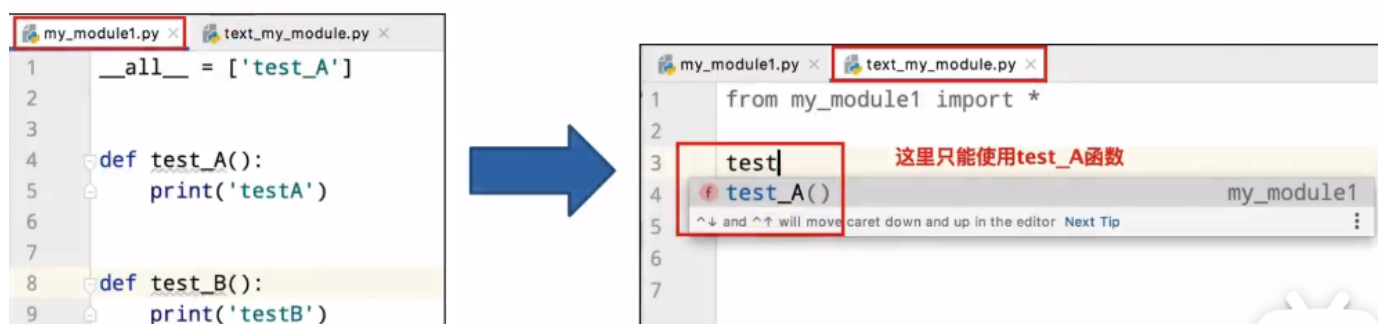 my_module1.py × text_my_module.py ×
1 __all__ = ['test_A']
2
3
4 def test_A():
5 print('testA')
6
7
8 def test_B():
9 print('testB')
my_module1.py × text_my_module.py ×
1 from my_module1 import *
2
3 test 这里只能使用test_A函数
4 f test_A() my_module1
5 ^↓ and ^↑ will move caret down and up in the editor Next Tip
6
7